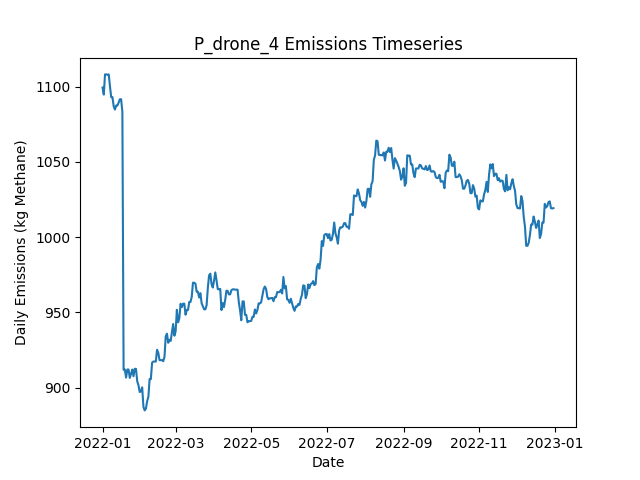 P_drone_4 Emissions Timeseries
Daily Emissions (kg Methane)
1100
1050
1000
950
900
2022-01 2022-03 2022-05 2022-07 2022-09 2022-11 2023-01
Date